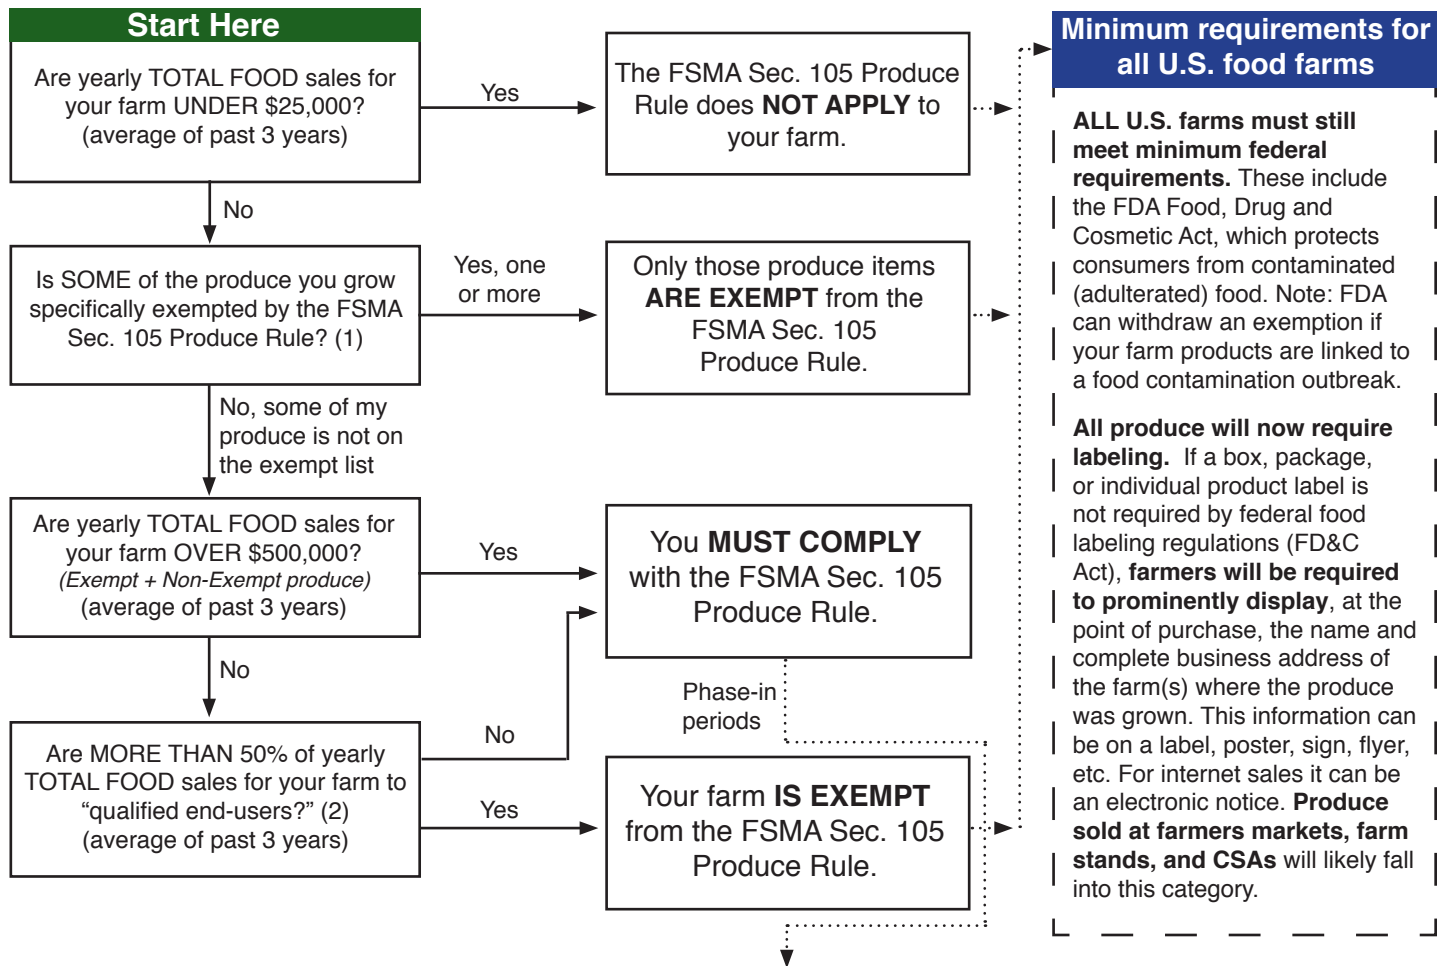 Start Here
Are yearly TOTAL FOOD sales for
your farm UNDER $25,000?
(average of past 3 years)
Yes
The FSMA Sec. 105 Produce
Rule does NOT APPLY to
your farm.
No
Is SOME of the produce you grow
specifically exempted by the FSMA
Sec. 105 Produce Rule? (1)
Yes, one
or more
Only those produce items
ARE EXEMPT from the
FSMA Sec. 105
Produce Rule.
No, some of my
produce is not on
the exempt list
Are yearly TOTAL FOOD sales for
your farm OVER $500,000?
(Exempt + Non-Exempt produce)
(average of past 3 years)
Yes
You MUST COMPLY
with the FSMA Sec. 105
Produce Rule.
No
Phase-in
periods
Are MORE THAN 50% of yearly
TOTAL FOOD sales for your farm to
“qualified end-users?” (2)
(average of past 3 years)
No
Yes
Your farm IS EXEMPT
from the FSMA Sec. 105
Produce Rule.
Minimum requirements for
all U.S. food farms
ALL U.S. farms must still
meet minimum federal
requirements. These include
the FDA Food, Drug and
Cosmetic Act, which protects
consumers from contaminated
(adulterated) food. Note: FDA
can withdraw an exemption if
your farm products are linked to
a food contamination outbreak.
All produce will now require
labeling. If a box, package,
or individual product label is
not required by federal food
labeling regulations (FD&C
Act), farmers will be required
to prominently display, at the
point of purchase, the name and
complete business address of
the farm(s) where the produce
was grown. This information can
be on a label, poster, sign, flyer,
etc. For internet sales it can be
an electronic notice. Produce
sold at farmers markets, farm
stands, and CSAs will likely fall
into this category.